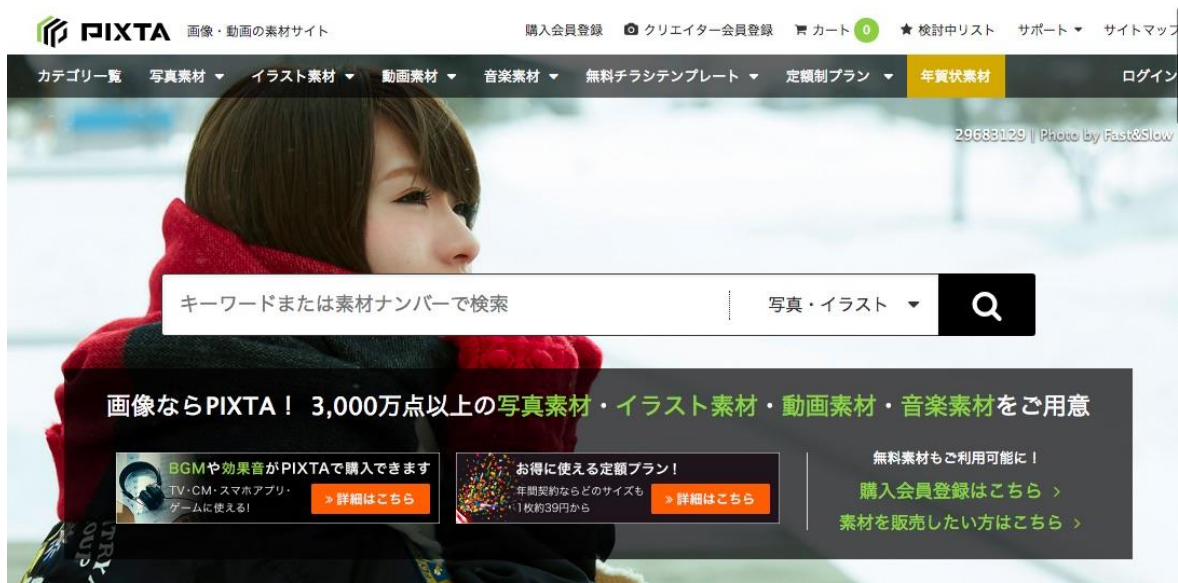 PIXTA 画像・動画の素材サイト 購入会員登録 クリエイター会員登録 カート 0 検討中リスト サポート サイトマップ
カテゴリー一覧 写真素材 イラスト素材 動画素材 音楽素材 無料チラシテンプレート 定額制プラン 年賀状素材 ログイン
29683129 | Photo by Fast&Slow
キーワードまたは素材ナンバーで検索 写真・イラスト
画像ならPIXTA! 3,000万点以上の写真素材・イラスト素材・動画素材・音楽素材をご用意
BGMや効果音がPIXTAで購入できます
TV・CM・スマホアプリ・
ゲームに使える!
»詳細はこちら
お得に使える定額プラン!
年間契約ならどのサイズも
1枚約39円から
»詳細はこちら
無料素材もご利用可能に!
購入会員登録はこちら ›
素材を販売したい方はこちら ›